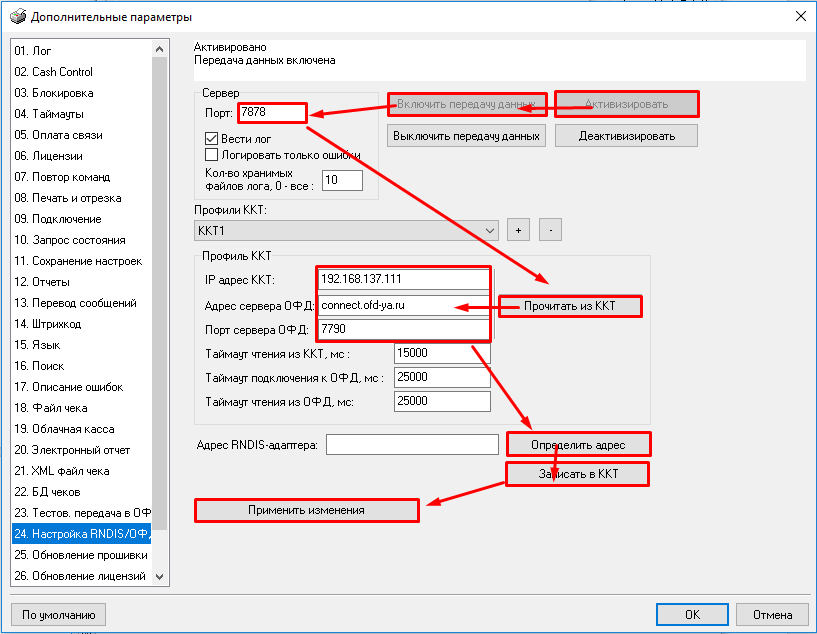 Дополнительные параметры
01. Лог
02. Cash Control
03. Блокировка
04. Таймауты
05. Оплата связи
06. Лицензии
07. Повтор команд
08. Печать и отрезка
09. Подключение
10. Запрос состояния
11. Сохранение настроек
12. Отчеты
13. Перевод сообщений
14. Штрихкод
15. Язык
16. Поиск
17. Описание ошибок
18. Файл чека
19. Облачная касса
20. Электронный отчет
21. XML файл чека
22. БД чеков
23. Тестов. передача в ОФ
24. Настройка RNDIS/ОФД
25. Обновление прошивки
26. Обновление лицензий
Активировано
Передача данных включена
Сервер
Порт: 7878
Вести лог
Логировать только ошибки
Кол-во хранимых
файлов лога, 0 - все : 10
Включить передачу данных
Активизировать
Выключить передачу данных
Деактивизировать
Профили ККТ:
ККТ1
+
-
Профиль ККТ
IP адрес ККТ: 192.168.137.111
Адрес сервера ОФД: connect.ofd-ya.ru
Прочитать из ККТ
Порт сервера ОФД: 7790
Таймаут чтения из ККТ, мс : 15000
Таймаут подключения к ОФД, мс : 25000
Таймаут чтения из ОФД, мс: 25000
Адрес RNDIS-адаптера:
Определить адрес
Записать в ККТ
Применить изменения
По умолчанию
OK
Отмена